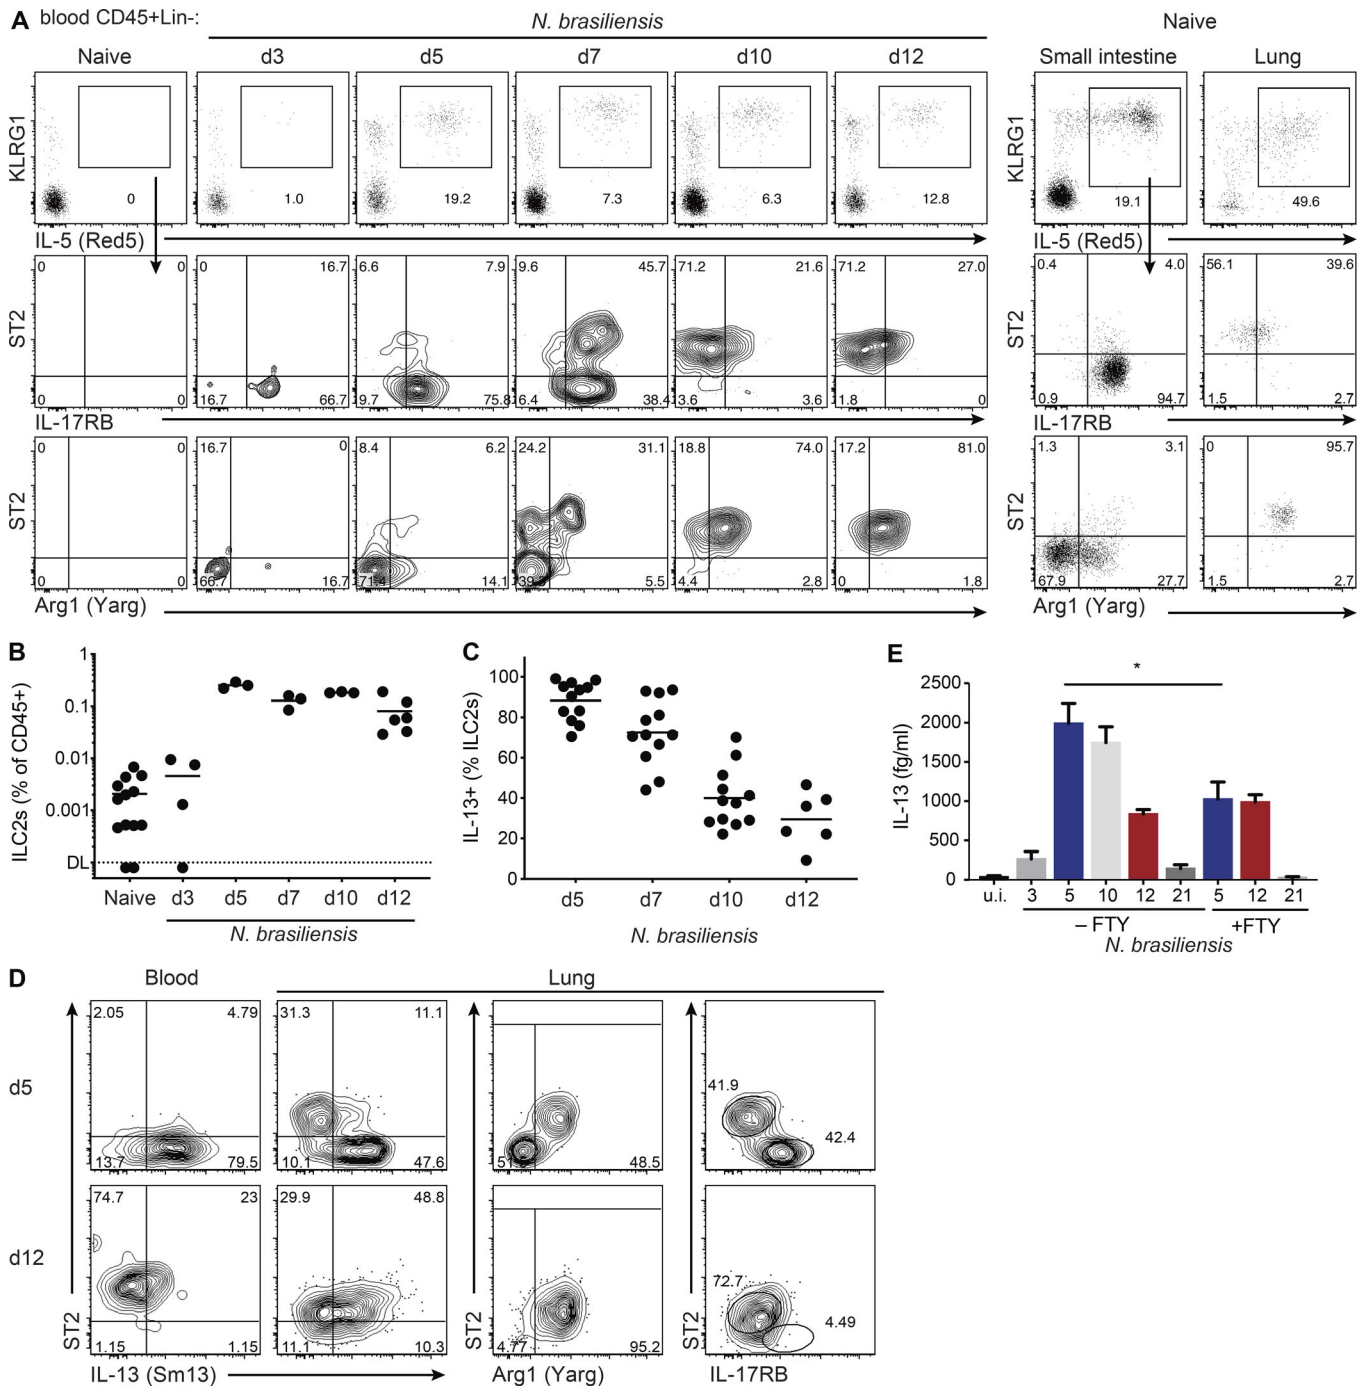 A blood CD45+Lin-: N. brasiliensis Naive
Naive d3 d5 d7 d10 d12 Small intestine Lung
KLRG1 0 1.0 19.2 7.3 6.3 12.8 KLRG1 19.1 49.6
IL-5 (Red5) IL-5 (Red5)
0 0 0 16.7 6.6 7.9 9.6 45.7 71.2 21.6 71.2 27.0 0.4 4.0 56.1 39.6
ST2 ST2
0 0 16.7 66.7 75.8 6.4 38.4 3.6 3.6 1.8 0 0.9 94.7 1.5 2.7
IL-17RB IL-17RB
0 0 16.7 0 8.4 6.2 24.2 31.1 18.8 74.0 17.2 81.0 1.3 3.1 0 95.7
ST2 ST2
0 0 66.7 16.7 71.4 14.1 5.5 4.4 2.8 0 1.8 67.9 27.7 1.5 2.7
Arg1 (Yarg) Arg1 (Yarg)
B
ILC2s (% of CD45+)
1
0.1
0.01
0.001
DL
Naive d3 d5 d7 d10 d12
N. brasiliensis
C
IL-13+ (% ILC2s)
100
80
60
40
20
0
d5 d7 d10 d12
N. brasiliensis
E
*
IL-13 (fg/ml)
2500
2000
1500
1000
500
0
u.i. 3 5 10 12 21 5 12 21
– FTY +FTY
N. brasiliensis
D Blood Lung
2.05 4.79 31.3 11.1
d5 41.9
42.4
13.7 79.5 10.1 47.6 48.5
74.7 23 29.9 48.8
d12 72.7
4.49
ST2 ST2 ST2
1.15 1.15 11.1 10.3 4.77 95.2
IL-13 (Sm13) Arg1 (Yarg) IL-17RB